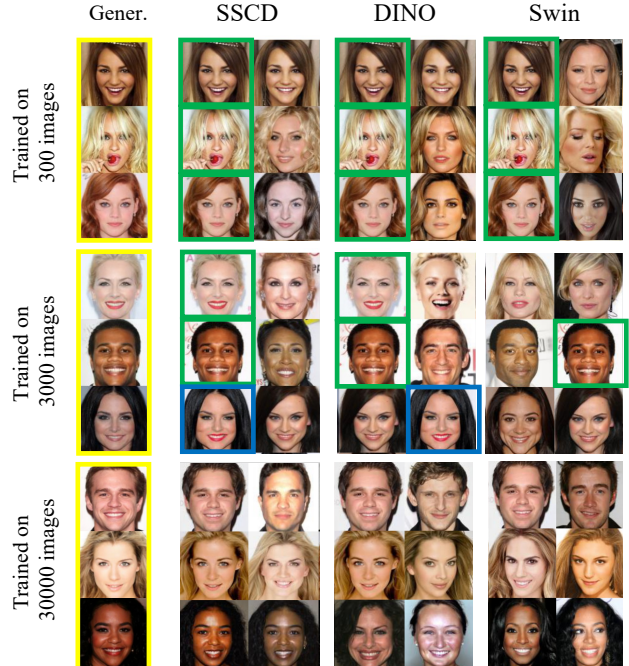 Gener. SSCD DINO Swin
Trained on
300 images
Trained on
3000 images
Trained on
30000 images